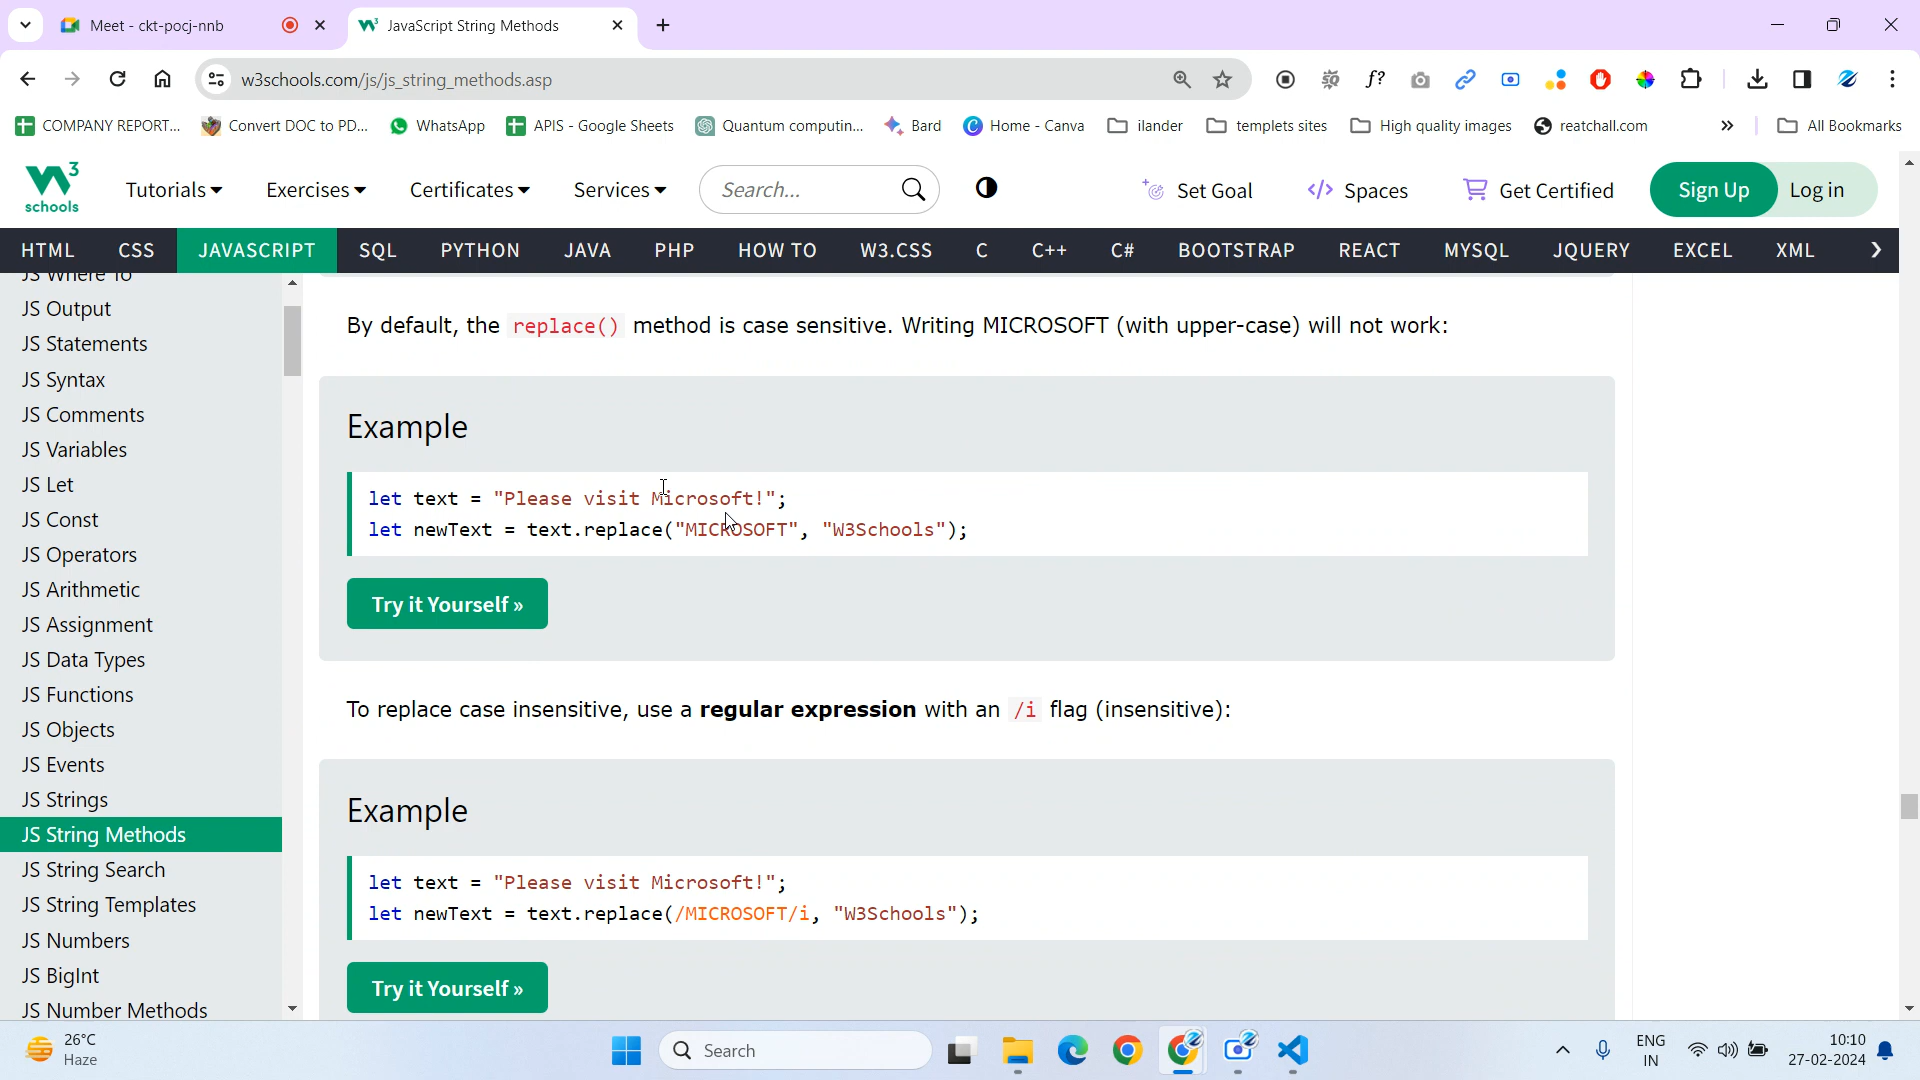 Meet - ckt-pocj-nnb
JavaScript String Methods
w3schools.com/js/js_string_methods.asp
f?
COMPANY REPORT...
Convert DOC to PD...
WhatsApp
APIS - Google Sheets
Quantum computin...
Bard
Home - Canva
ilander
templets sites
High quality images
reatchall.com
»
All Bookmarks
W3 schools
Tutorials
Exercises
Certificates
Services
Search...
Set Goal
Spaces
Get Certified
Sign Up
Log in
HTML CSS JAVASCRIPT SQL PYTHON JAVA PHP HOW TO W3.CSS C C++ C# BOOTSTRAP REACT MYSQL JQUERY EXCEL XML ❯
JS Where To
JS Output
JS Statements
JS Syntax
JS Comments
JS Variables
JS Let
JS Const
JS Operators
JS Arithmetic
JS Assignment
JS Data Types
JS Functions
JS Objects
JS Events
JS Strings
JS String Methods
JS String Search
JS String Templates
JS Numbers
JS BigInt
JS Number Methods
By default, the replace() method is case sensitive. Writing MICROSOFT (with upper-case) will not work:
Example
let text = "Please visit Microsoft!";
let newText = text.replace("MICROSOFT", "W3Schools");
Try it Yourself »
To replace case insensitive, use a regular expression with an /i flag (insensitive):
Example
let text = "Please visit Microsoft!";
let newText = text.replace(/MICROSOFT/i, "W3Schools");
Try it Yourself »
26°C
Haze
Search
ENG
IN
10:10
27-02-2024